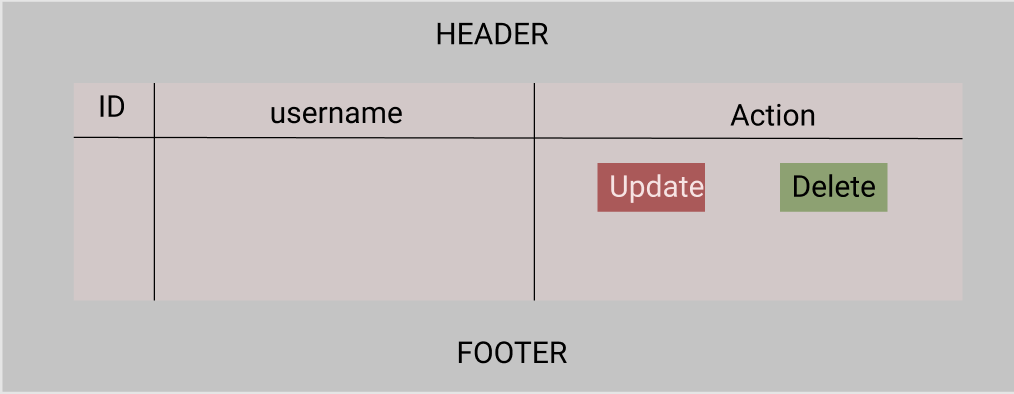 HEADER
ID
username
Action
Update
Delete
FOOTER